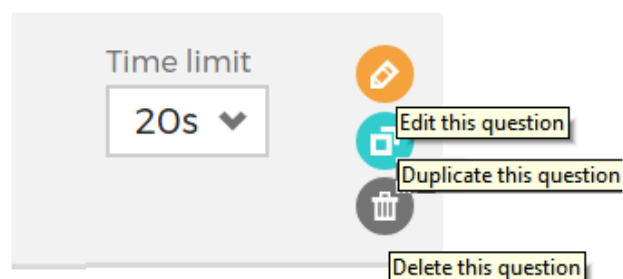 Time limit
20s
Edit this question
Duplicate this question
Delete this question